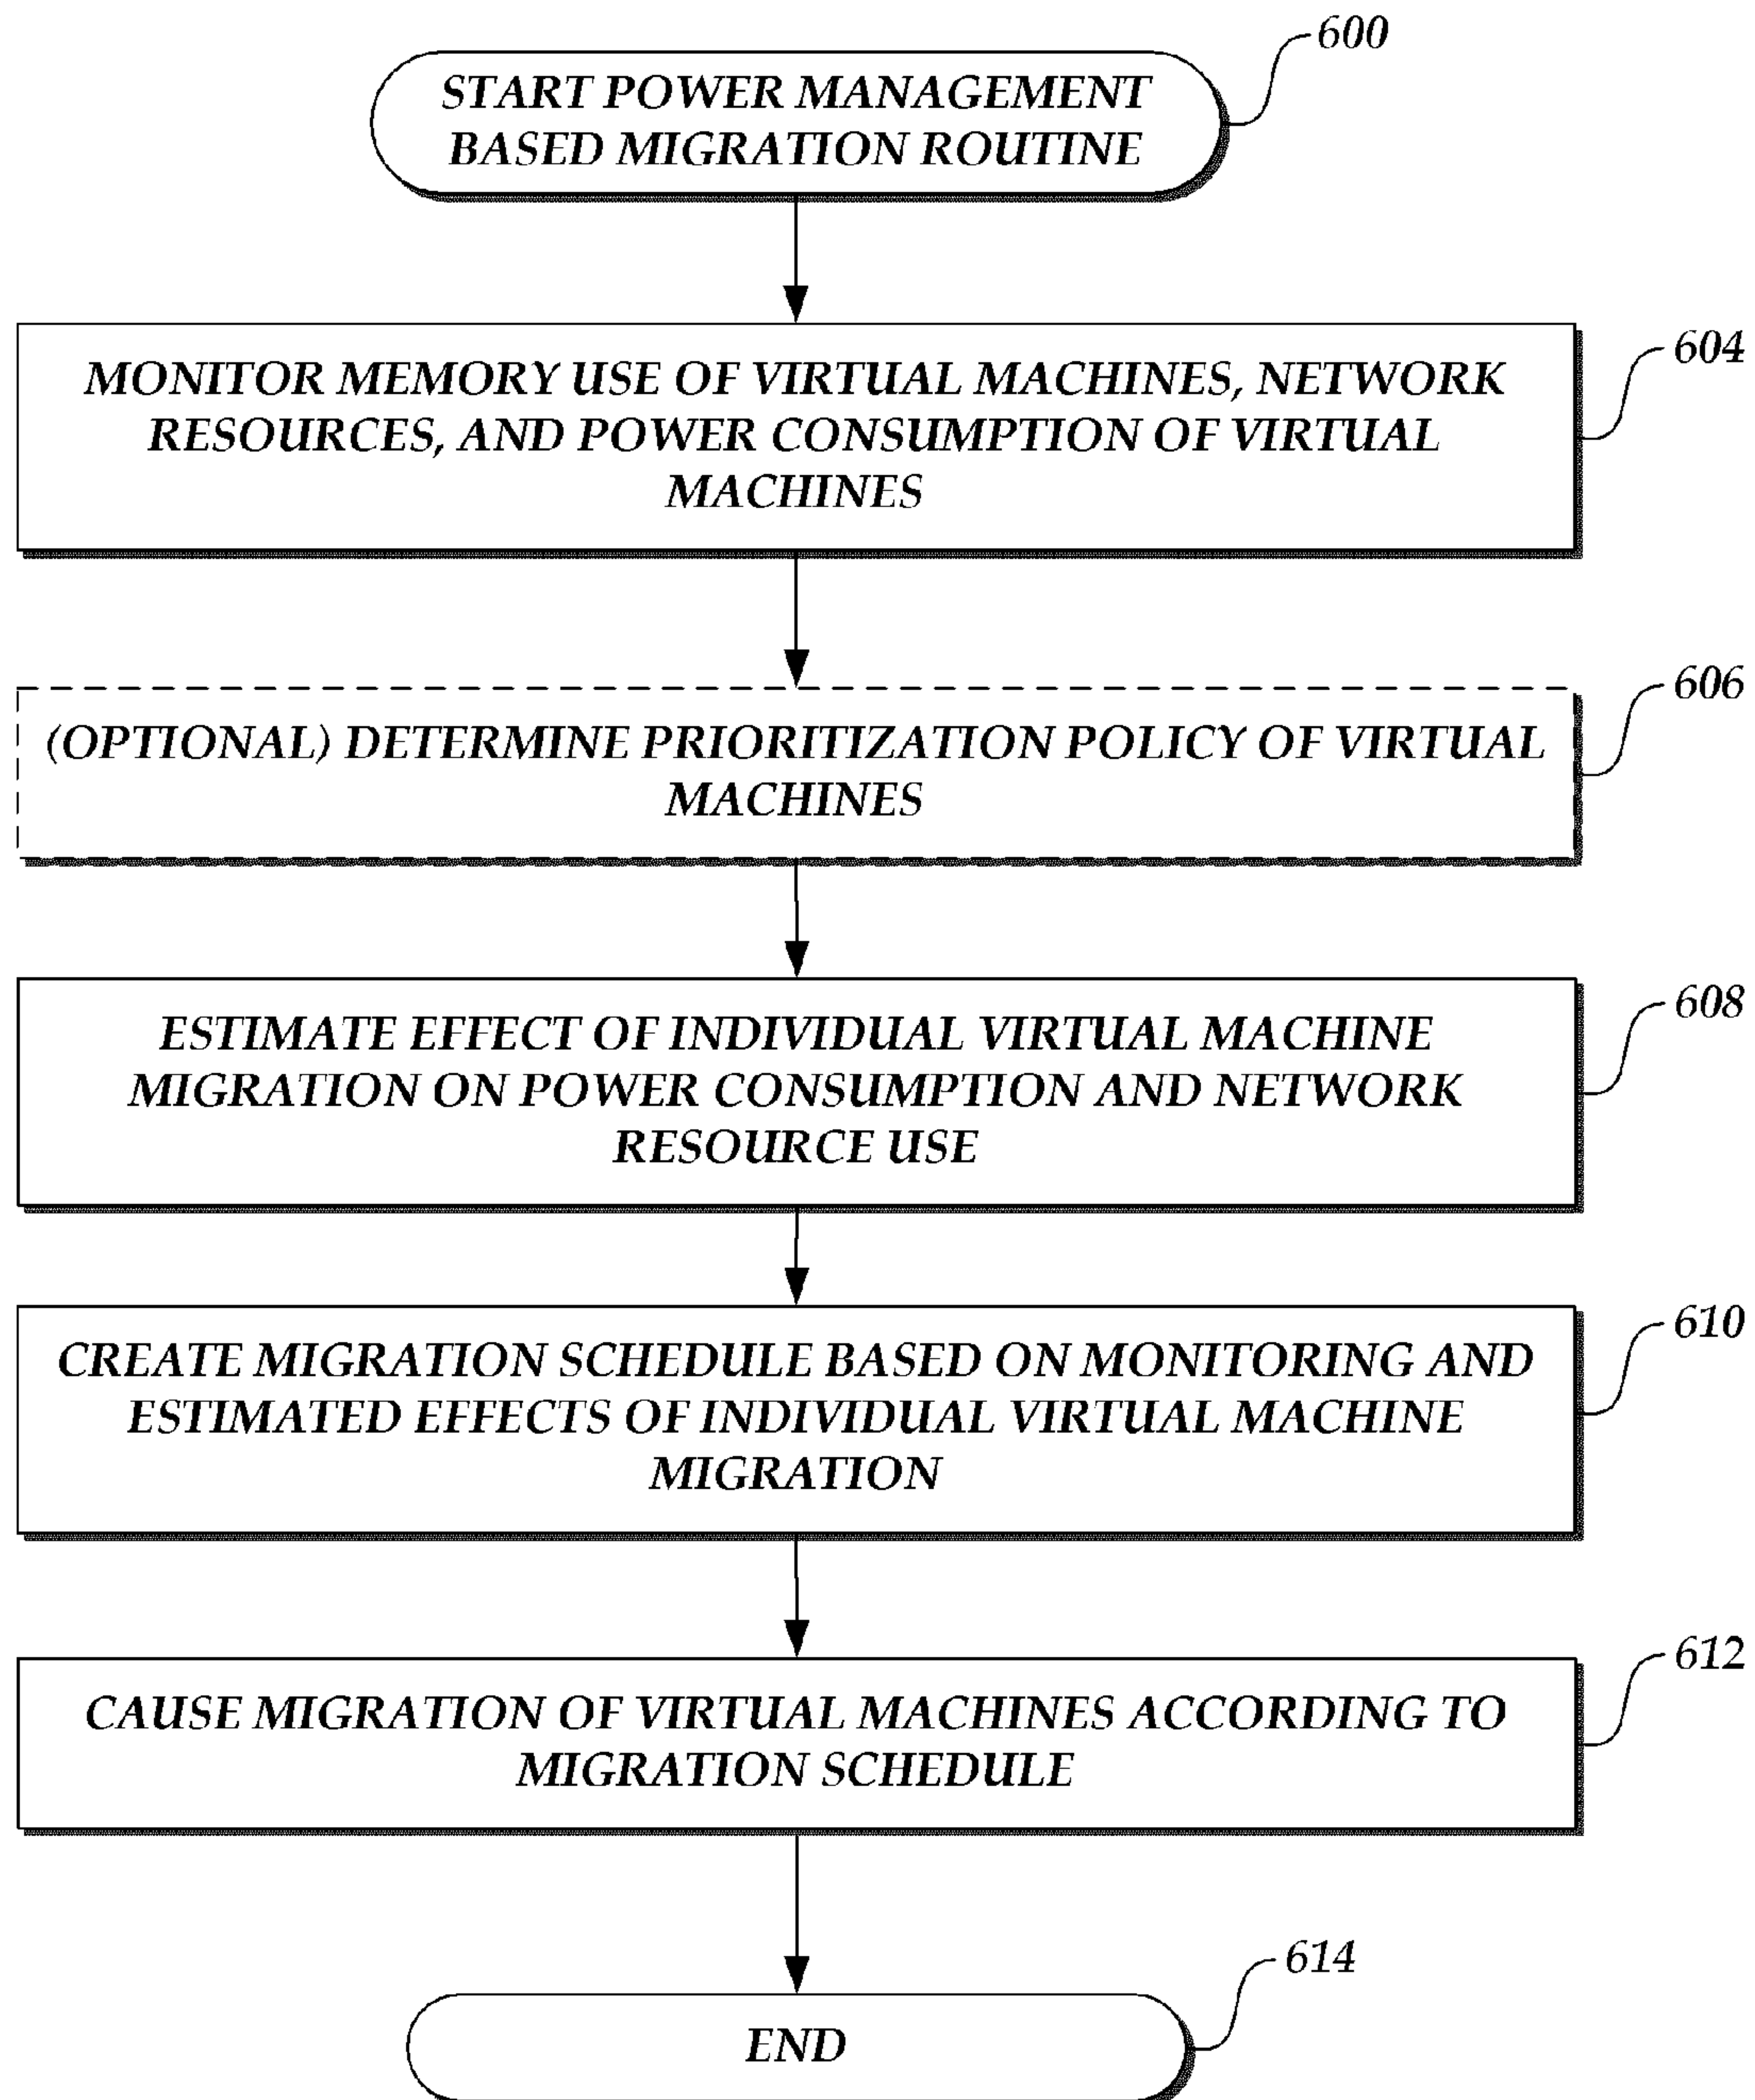 600
START POWER MANAGEMENT
BASED MIGRATION ROUTINE
604
MONITOR MEMORY USE OF VIRTUAL MACHINES, NETWORK
RESOURCES, AND POWER CONSUMPTION OF VIRTUAL
MACHINES
606
(OPTIONAL) DETERMINE PRIORITIZATION POLICY OF VIRTUAL
MACHINES
608
ESTIMATE EFFECT OF INDIVIDUAL VIRTUAL MACHINE
MIGRATION ON POWER CONSUMPTION AND NETWORK
RESOURCE USE
610
CREATE MIGRATION SCHEDULE BASED ON MONITORING AND
ESTIMATED EFFECTS OF INDIVIDUAL VIRTUAL MACHINE
MIGRATION
612
CAUSE MIGRATION OF VIRTUAL MACHINES ACCORDING TO
MIGRATION SCHEDULE
614
END